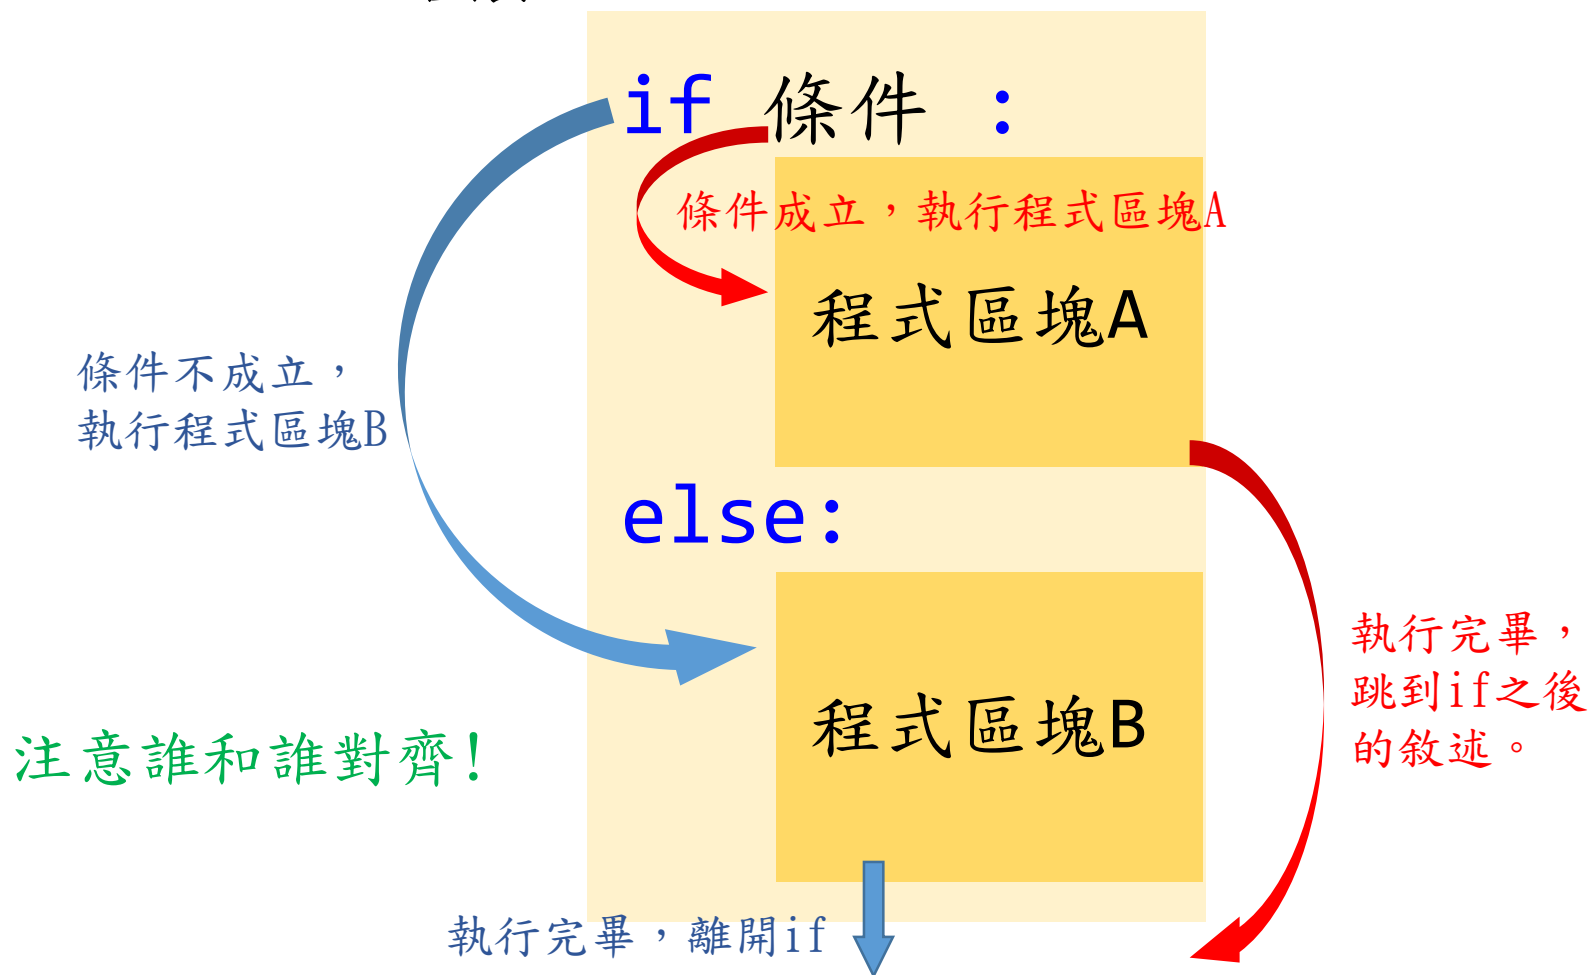 if 條件 :
條件成立，執行程式區塊A
程式區塊A
條件不成立，
執行程式區塊B
else:
執行完畢，
跳到if之後
的敘述。
程式區塊B
注意誰和誰對齊!
執行完畢，離開if